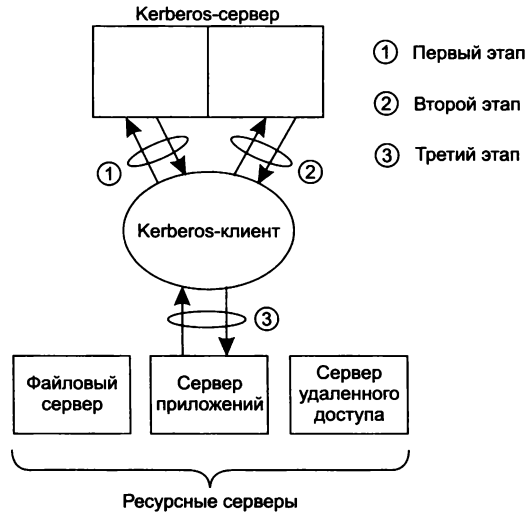 Kerberos-сервер
① Первый этап
② Второй этап
③ Третий этап
①
②
Kerberos-клиент
③
Файловый
сервер
Сервер
приложений
Сервер
удаленного
доступа
Ресурсные серверы